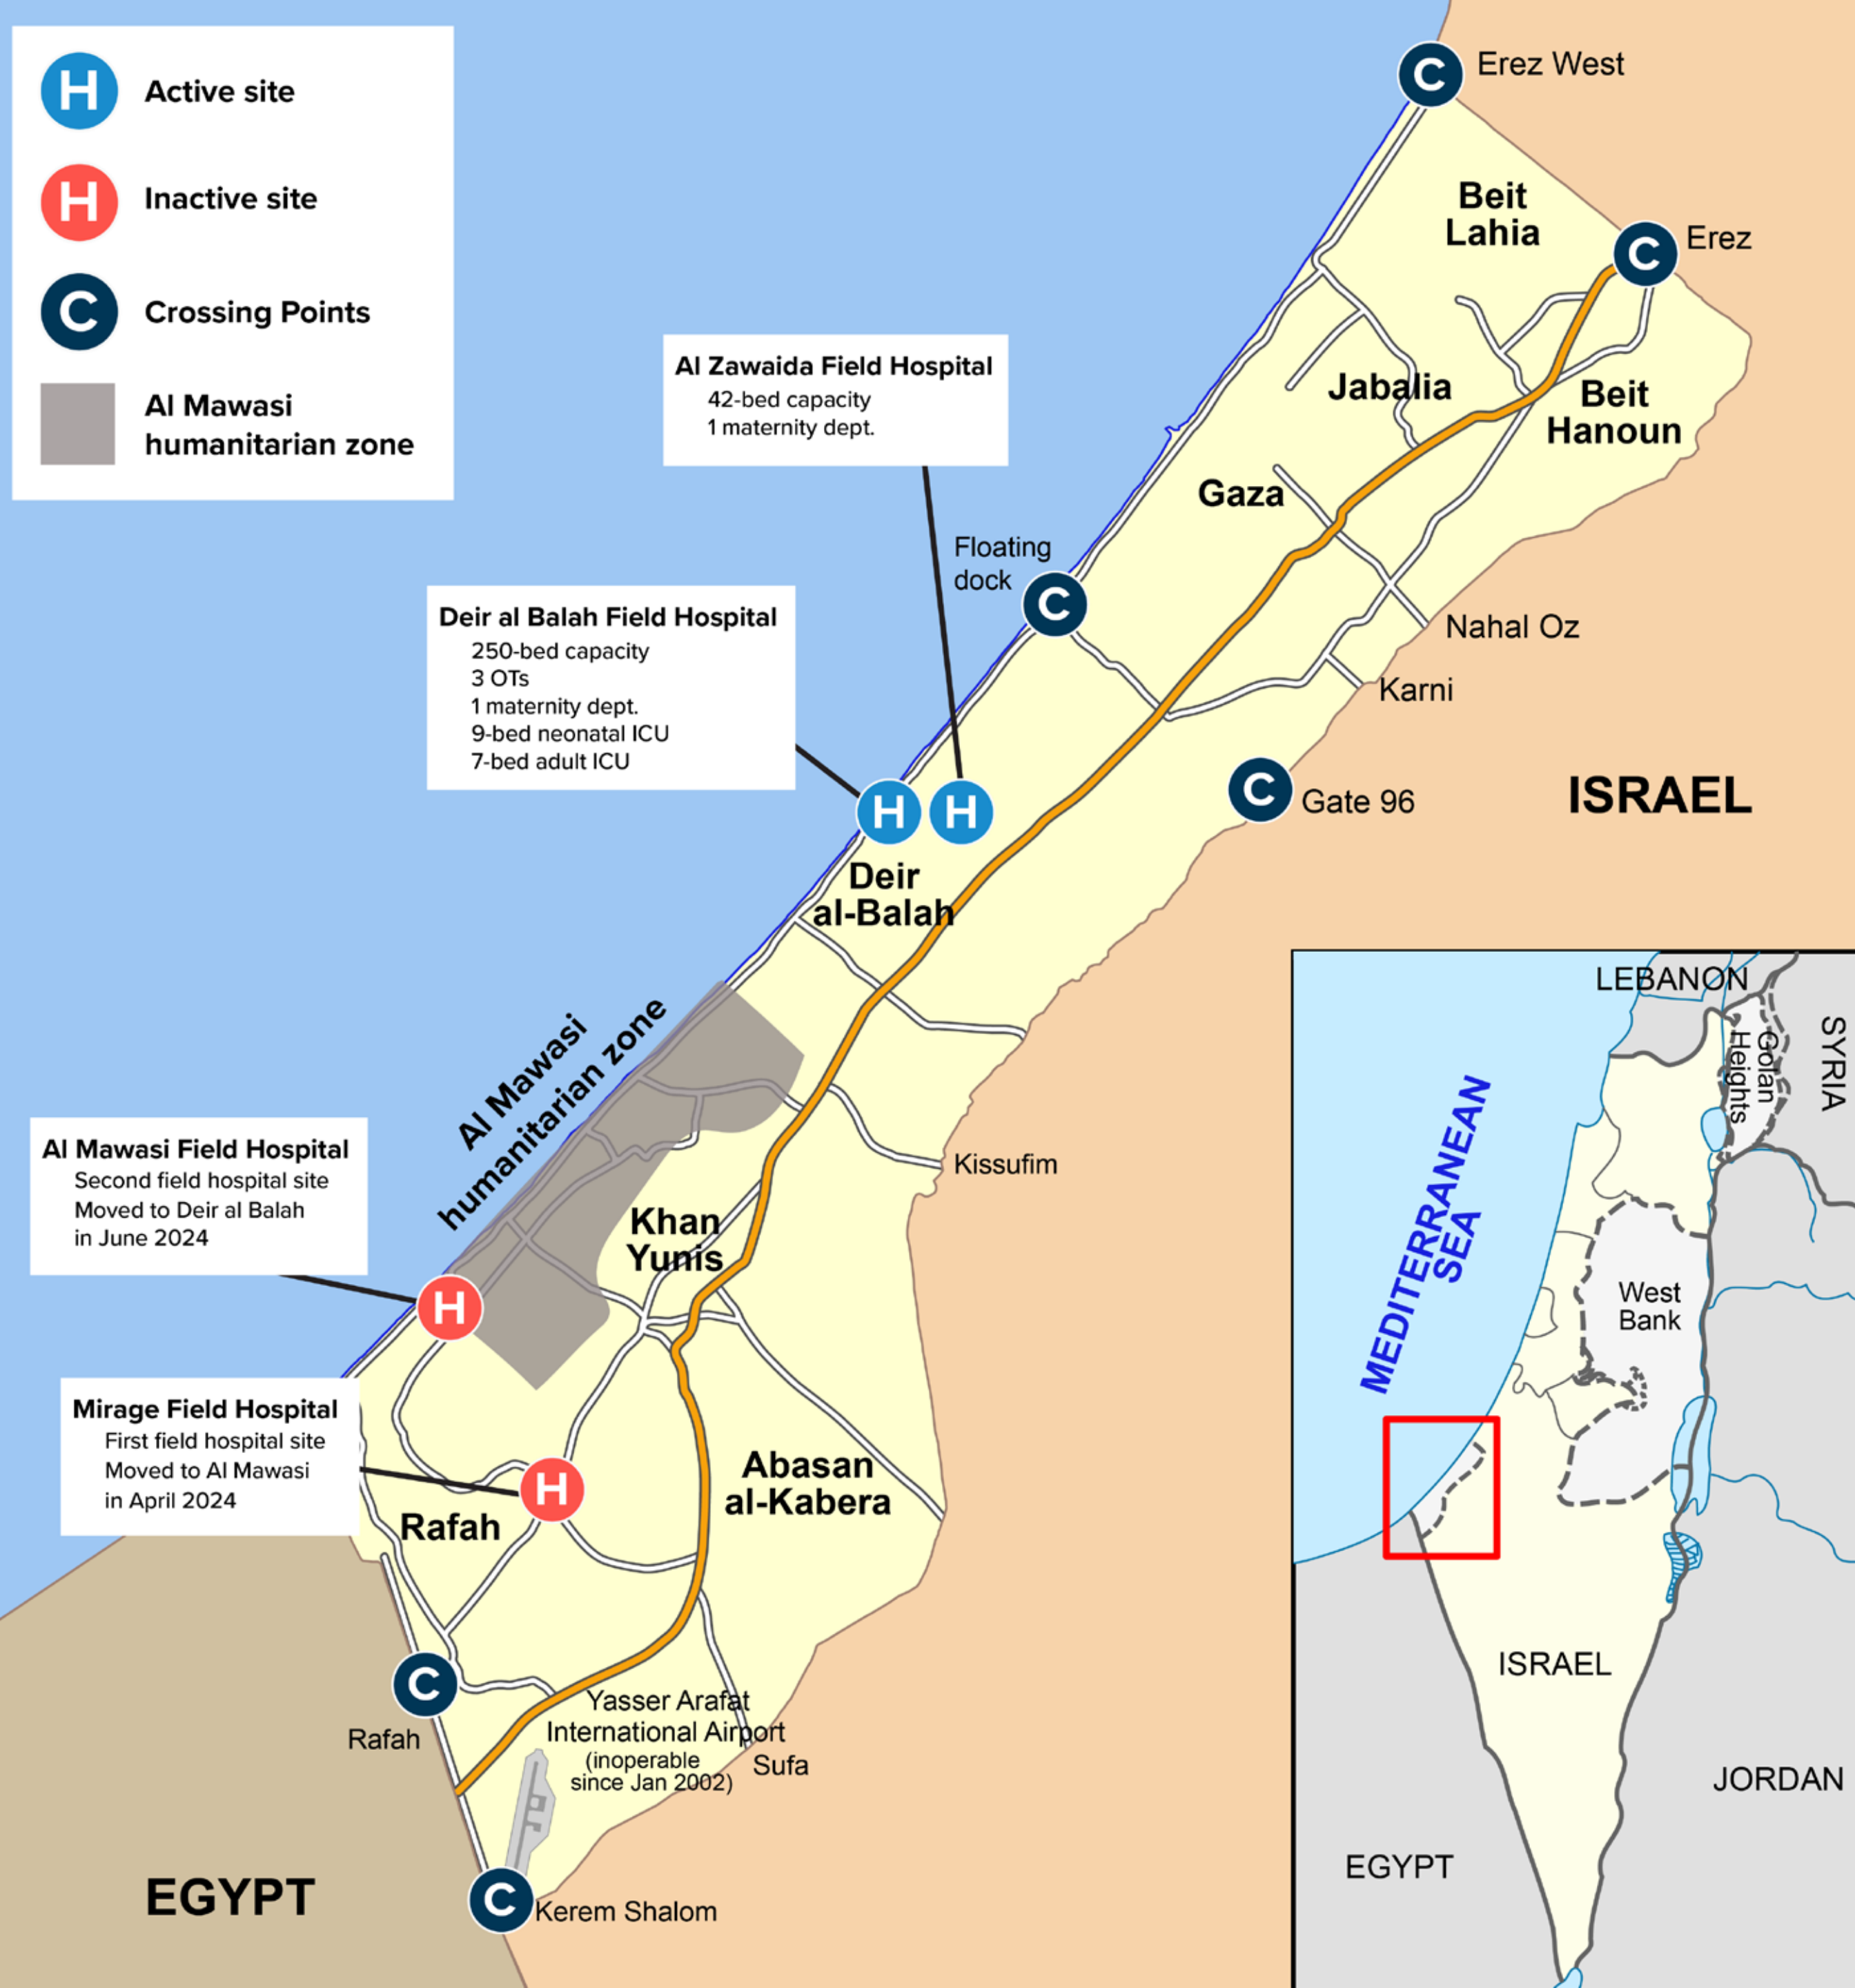 H Active site
H Inactive site
C Crossing Points
Al Mawasi
humanitarian zone
C Erez West
Beit
Lahia
C Erez
Al Zawaida Field Hospital
42-bed capacity
1 maternity dept.
Jabalia
Beit
Hanoun
Gaza
Floating
dock
C
Deir al Balah Field Hospital
250-bed capacity
3 OTs
1 maternity dept.
9-bed neonatal ICU
7-bed adult ICU
Nahal Oz
Karni
C Gate 96
ISRAEL
H H
Deir
al-Balah
Al Mawasi
humanitarian zone
Al Mawasi Field Hospital
Second field hospital site
Moved to Deir al Balah
in June 2024
Kissufim
Khan
Yunis
H
Mirage Field Hospital
First field hospital site
Moved to Al Mawasi
in April 2024
H
Abasan
al-Kabera
Rafah
C
Rafah
Yasser Arafat
International Airport
(inoperable
since Jan 2002)
Sufa
EGYPT
C Kerem Shalom
LEBANON
Golan
Heights
SYRIA
MEDITERRANEAN
SEA
West
Bank
ISRAEL
JORDAN
EGYPT